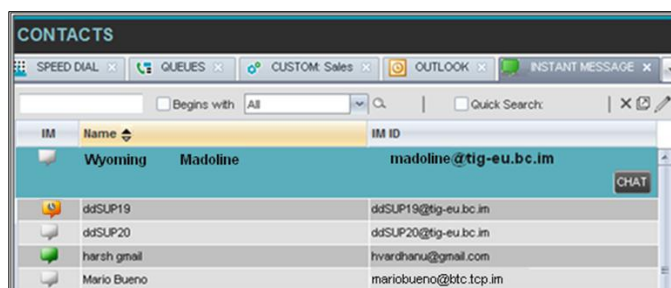 CONTACTS
SPEED DIAL QUEUES CUSTOM: Sales OUTLOOK INSTANT MESSAGE
Begins with All Quick Search:
IM Name IM ID
Wyoming Madoline madoline@tig-eu.bc.im
CHAT
ddSUP19 ddSUP19@tig-eu.bc.im
ddSUP20 ddSUP20@tig-eu.bc.im
harsh gmail hvardhanu@gmail.com
Mario Bueno mariobueno@btc.tcp.im